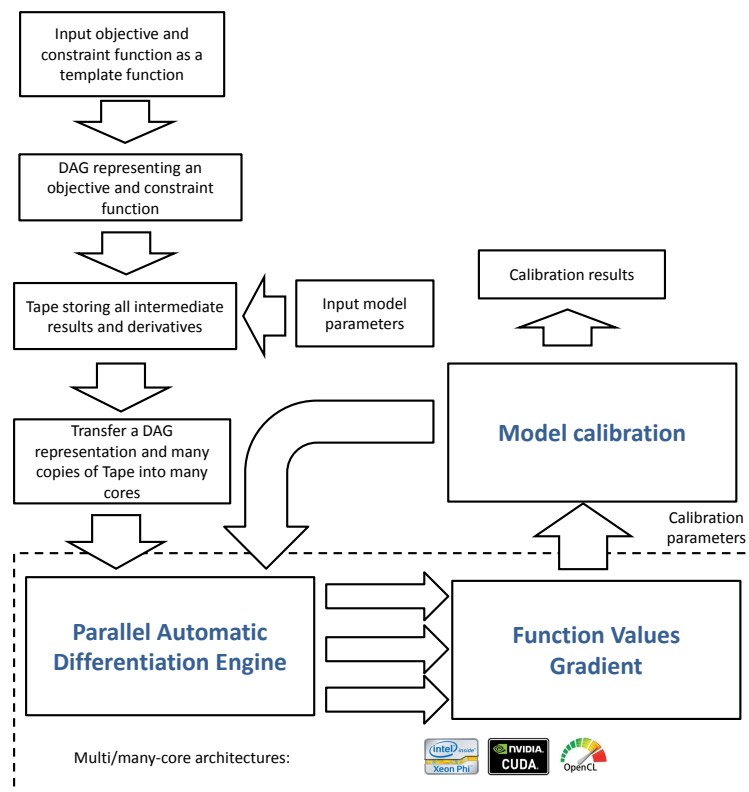 Input objective and
constraint function as a
template function
DAG representing an
objective and constraint
function
Tape storing all intermediate
results and derivatives
Input model
parameters
Calibration results
Transfer a DAG
representation and many
copies of Tape into many
cores
Model calibration
Calibration
parameters
Parallel Automatic
Differentiation Engine
Function Values
Gradient
Multi/many-core architectures:
intel inside
Xeon Phi
NVIDIA.
CUDA.
OpenCL